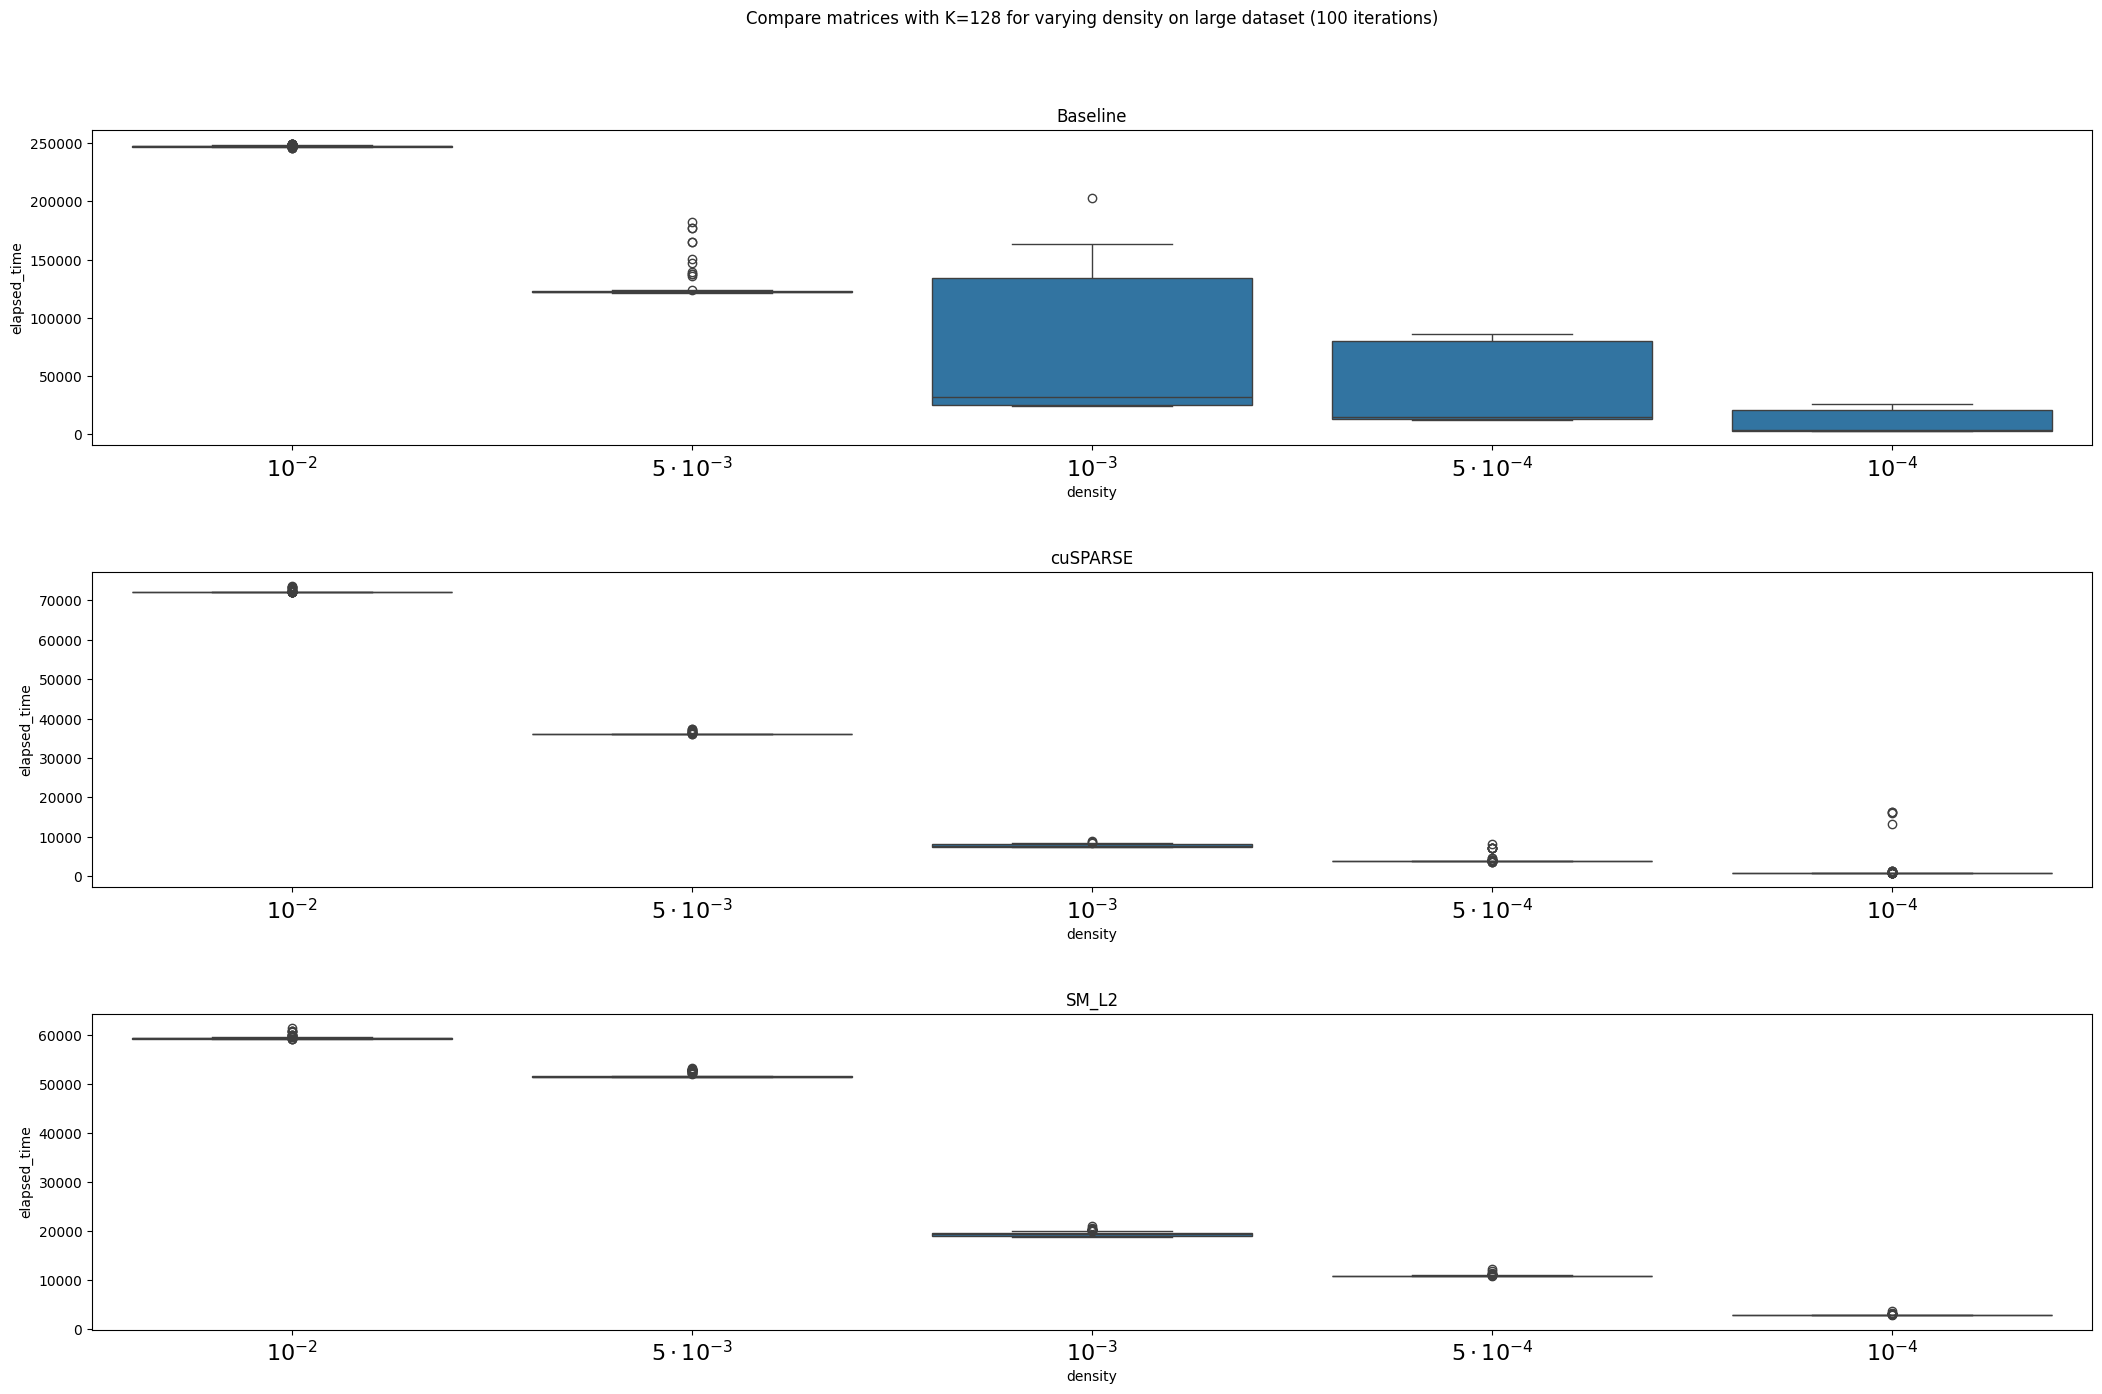 Compare matrices with K=128 for varying density on large dataset (100 iterations)
Baseline
elapsed_time
250000
200000
150000
100000
50000
0
10⁻² 5·10⁻³ 10⁻³ 5·10⁻⁴ 10⁻⁴
density
cuSPARSE
elapsed_time
70000
60000
50000
40000
30000
20000
10000
0
10⁻² 5·10⁻³ 10⁻³ 5·10⁻⁴ 10⁻⁴
density
SM_L2
elapsed_time
60000
50000
40000
30000
20000
10000
0
10⁻² 5·10⁻³ 10⁻³ 5·10⁻⁴ 10⁻⁴
density